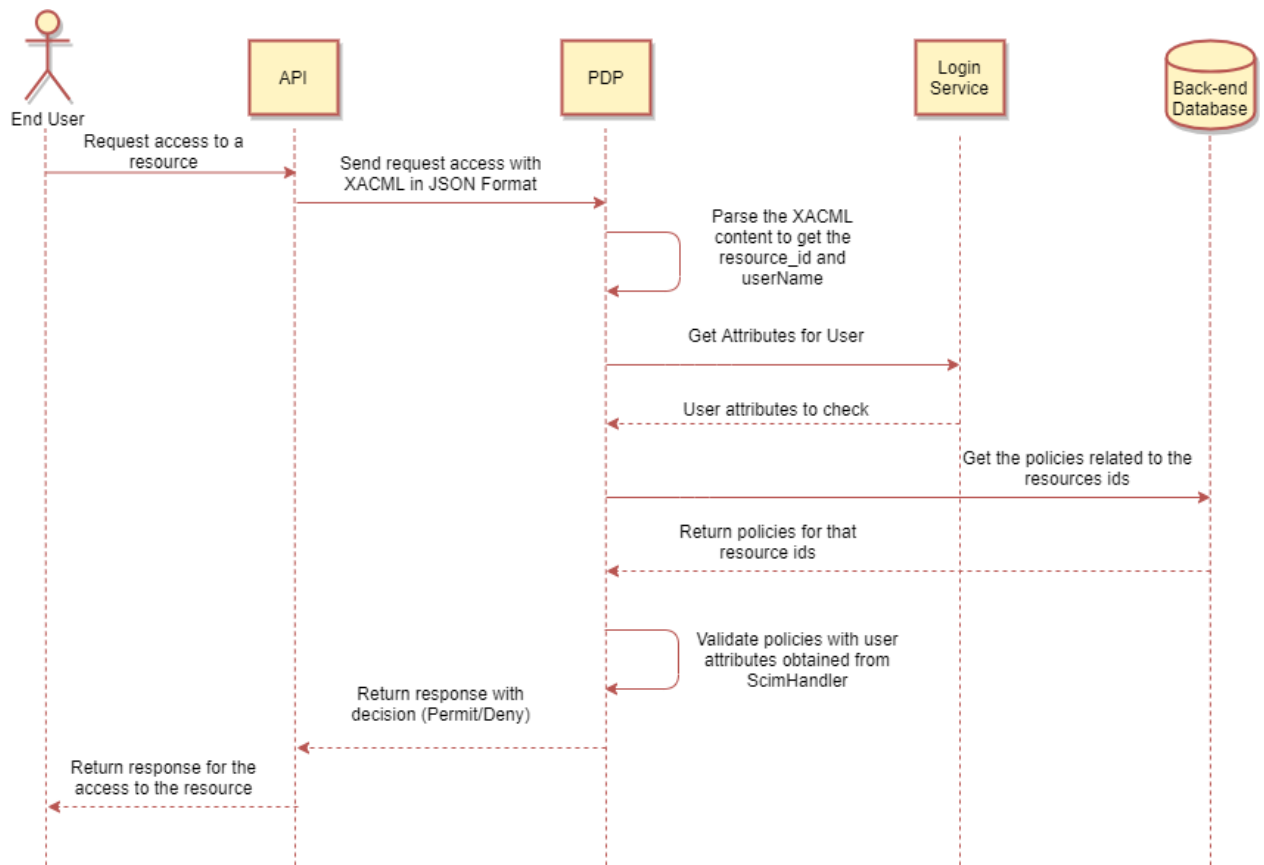 End User
API
PDP
Login
Service
Back-end
Database
Request access to a
resource
Send request access with
XACML in JSON Format
Parse the XACML
content to get the
resource_id and
userName
Get Attributes for User
User attributes to check
Get the policies related to the
resources ids
Return policies for that
resource ids
Validate policies with user
attributes obtained from
ScimHandler
Return response with
decision (Permit/Deny)
Return response for the
access to the resource